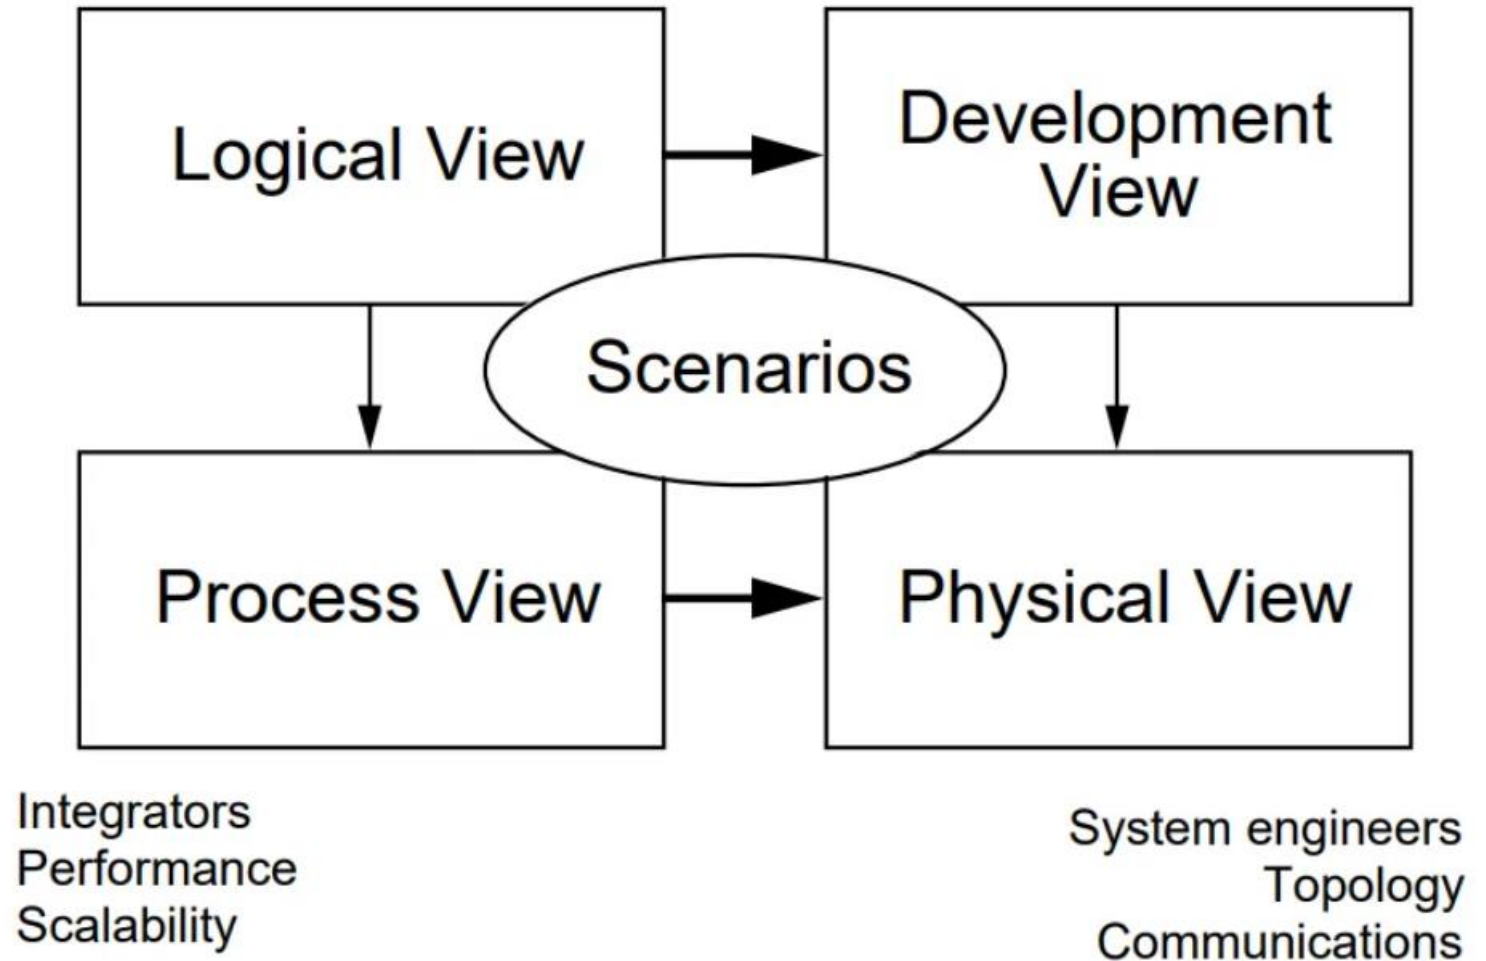 Logical View
Development
View
Scenarios
Process View
Physical View
Integrators
Performance
Scalability
System engineers
Topology
Communications